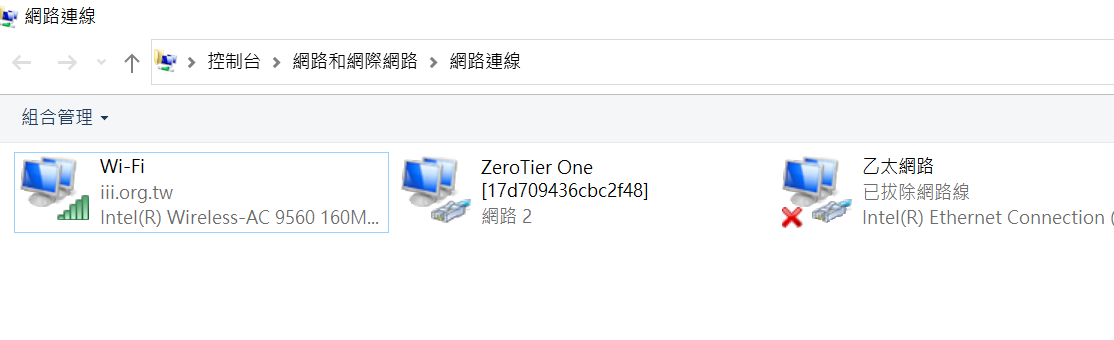 網路連線
控制台 網路和網際網路 網路連線
組合管理
Wi-Fi
iii.org.tw
Intel(R) Wireless-AC 9560 160M...
ZeroTier One
[17d709436cbc2f48]
網路 2
乙太網路
已拔除網路線
Intel(R) Ethernet Connection (